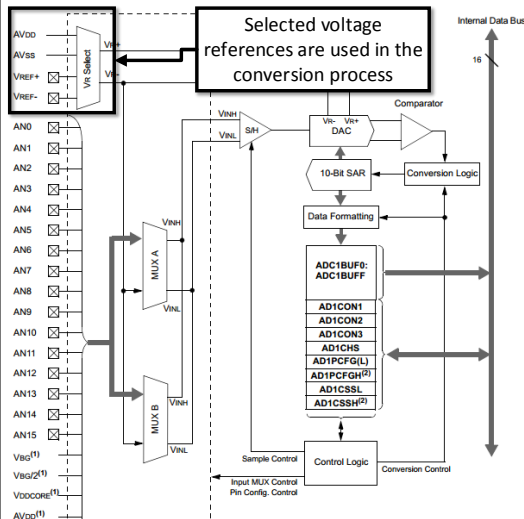 Selected voltage
references are used in the
conversion process
Internal Data Bus
16
AVDD
AVSS
VREF+
VREF-
VR Select
VR+
VR-
AN0
AN1
AN2
AN3
AN4
AN5
AN6
AN7
AN8
AN9
AN10
AN11
AN12
AN13
AN14
AN15
VBG(1)
VBG/2(1)
VDDCORE(1)
AVDD(1)
MUX A
VINH
VINL
MUX B
VINH
VINL
VINH
VINL
S/H
VR- VR+
DAC
Comparator
10-Bit SAR
Conversion Logic
Data Formatting
ADC1BUF0:
ADC1BUFF
AD1CON1
AD1CON2
AD1CON3
AD1CHS
AD1PCFG(L)
AD1PCFGH(2)
AD1CSSL
AD1CSSH(2)
Sample Control
Control Logic
Conversion Control
Input MUX Control
Pin Config. Control